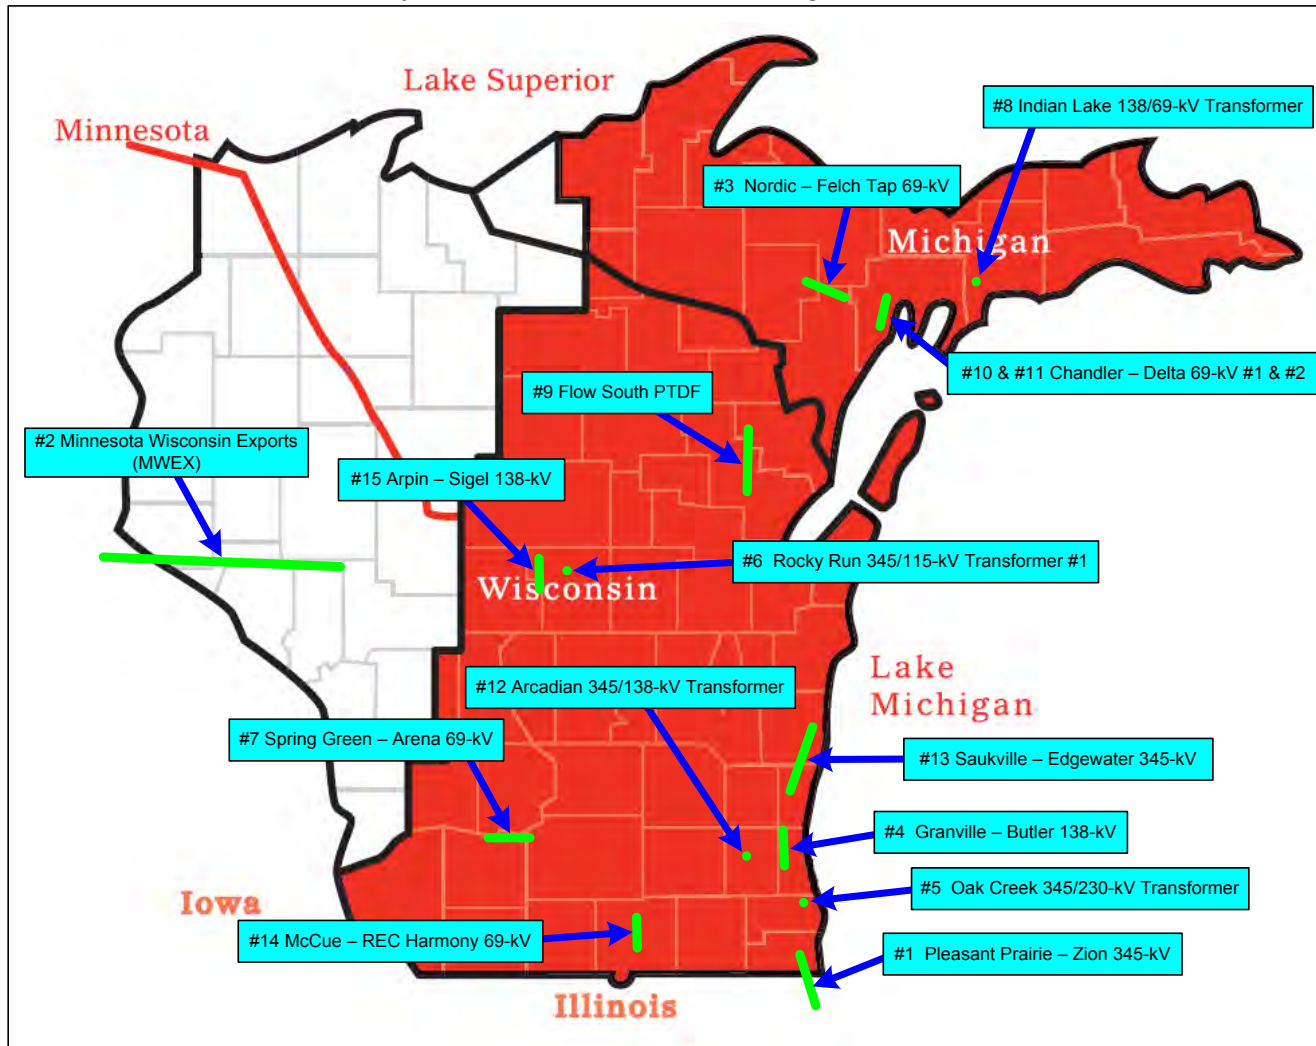 Lake Superior
Minnesota
#8 Indian Lake 138/69-kV Transformer
#3 Nordic – Felch Tap 69-kV
Michigan
#10 & #11 Chandler – Delta 69-kV #1 & #2
#9 Flow South PTDF
#2 Minnesota Wisconsin Exports
(MWEX)
#15 Arpin – Sigel 138-kV
#6 Rocky Run 345/115-kV Transformer #1
Wisconsin
Lake
Michigan
#12 Arcadian 345/138-kV Transformer
#7 Spring Green – Arena 69-kV
#13 Saukville – Edgewater 345-kV
#4 Granville – Butler 138-kV
#5 Oak Creek 345/230-kV Transformer
Iowa
#14 McCue – REC Harmony 69-kV
#1 Pleasant Prairie – Zion 345-kV
Illinois